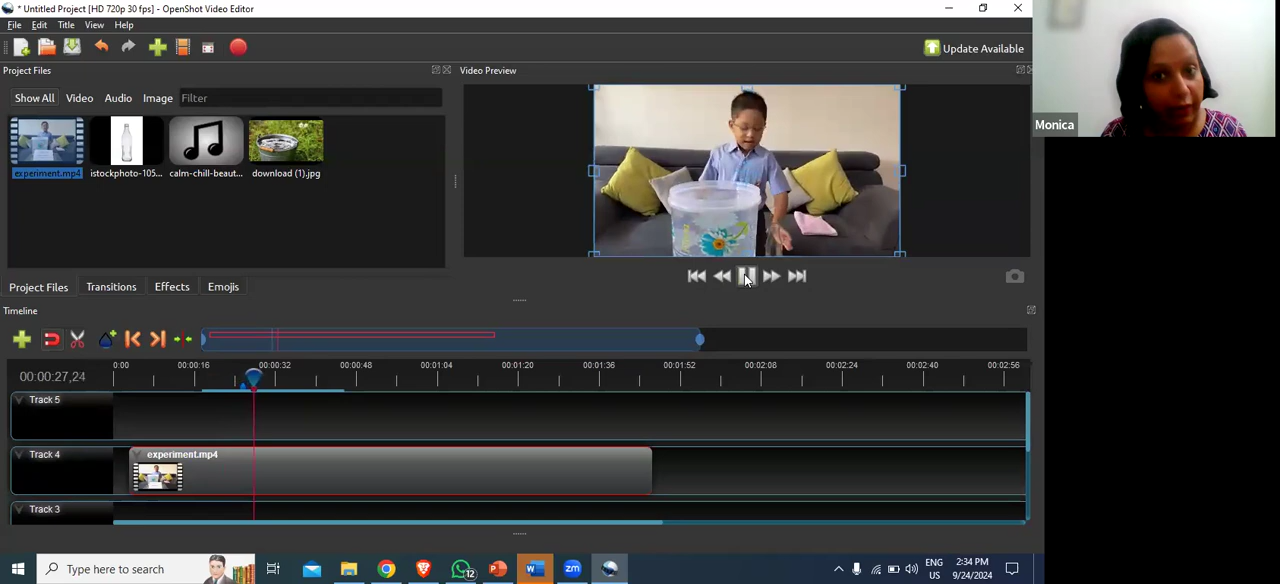 * Untitled Project [HD 720p 30 fps] - OpenShot Video Editor
File Edit Title View Help
Update Available
Project Files
Video Preview
Show All Video Audio Image Filter
experiment.mp4 istockphoto-105... calm-chill-beaut... download (1).jpg
Monica
Project Files Transitions Effects Emojis
Timeline
00:00:27,24
0:00 00:00:16 00:00:32 00:00:48 00:01:04 00:01:20 00:01:36 00:01:52 00:02:08 00:02:24 00:02:40 00:02:56
Track 5
Track 4
experiment.mp4
Track 3
Type here to search
12
zm
ENG
US
2:34 PM
9/24/2024